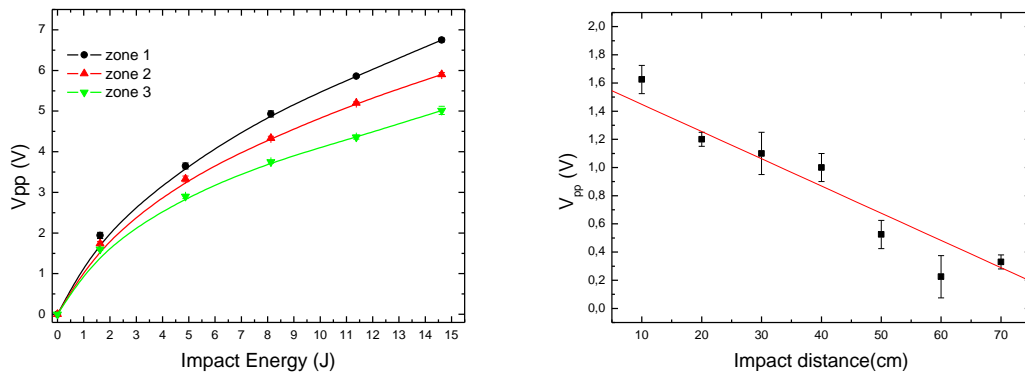 7
6
5
4
3
2
1
0
Vpp (V)
zone 1
zone 2
zone 3
0 1 2 3 4 5 6 7 8 9 10 11 12 13 14 15
Impact Energy (J)
2,0
1,8
1,6
1,4
1,2
1,0
0,8
0,6
0,4
0,2
0,0
Vpp (V)
10 20 30 40 50 60 70
Impact distance(cm)